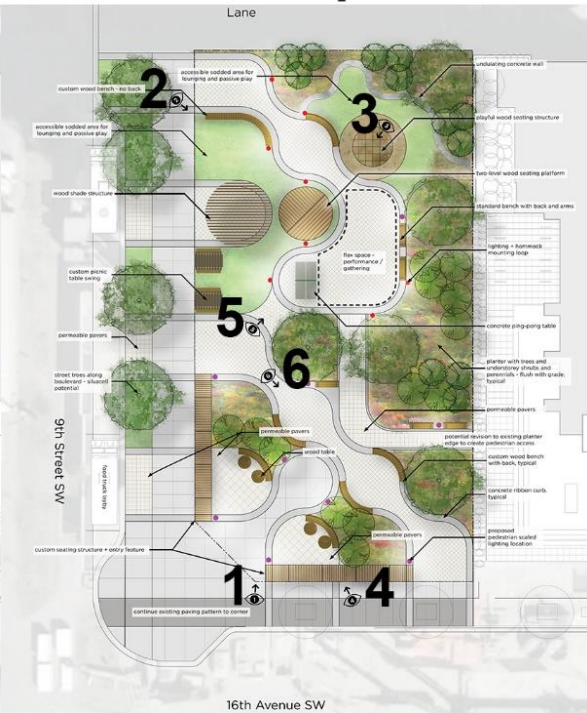 Lane
accessible sodded area for
lounging and passive play
undulating concrete wall
custom wood bench - no back
2
3
playful wood seating structure
accessible sodded area for
lounging and passive play
two level wood seating platform
wood shade structure
standard bench with back and arms
flex space -
performance /
gathering
lighting + hammock
mounting loop
custom picnic
table swing
5
concrete ping-pong table
permeable pavers
6
planter with trees and
understorey shrubs and
perennials - flush with grade,
typical
street trees along
boulevard - silvacell
potential
permeable pavers
permeable pavers
potential revision to existing planter
edge to create pedestrian access
9th Street SW
wood table
custom wood bench
with back, typical
food truck layby
concrete ribbon curb,
typical
permeable pavers
proposed
pedestrian scaled
lighting location
custom seating structure + entry feature
1
4
continue existing paving pattern to corner
16th Avenue SW